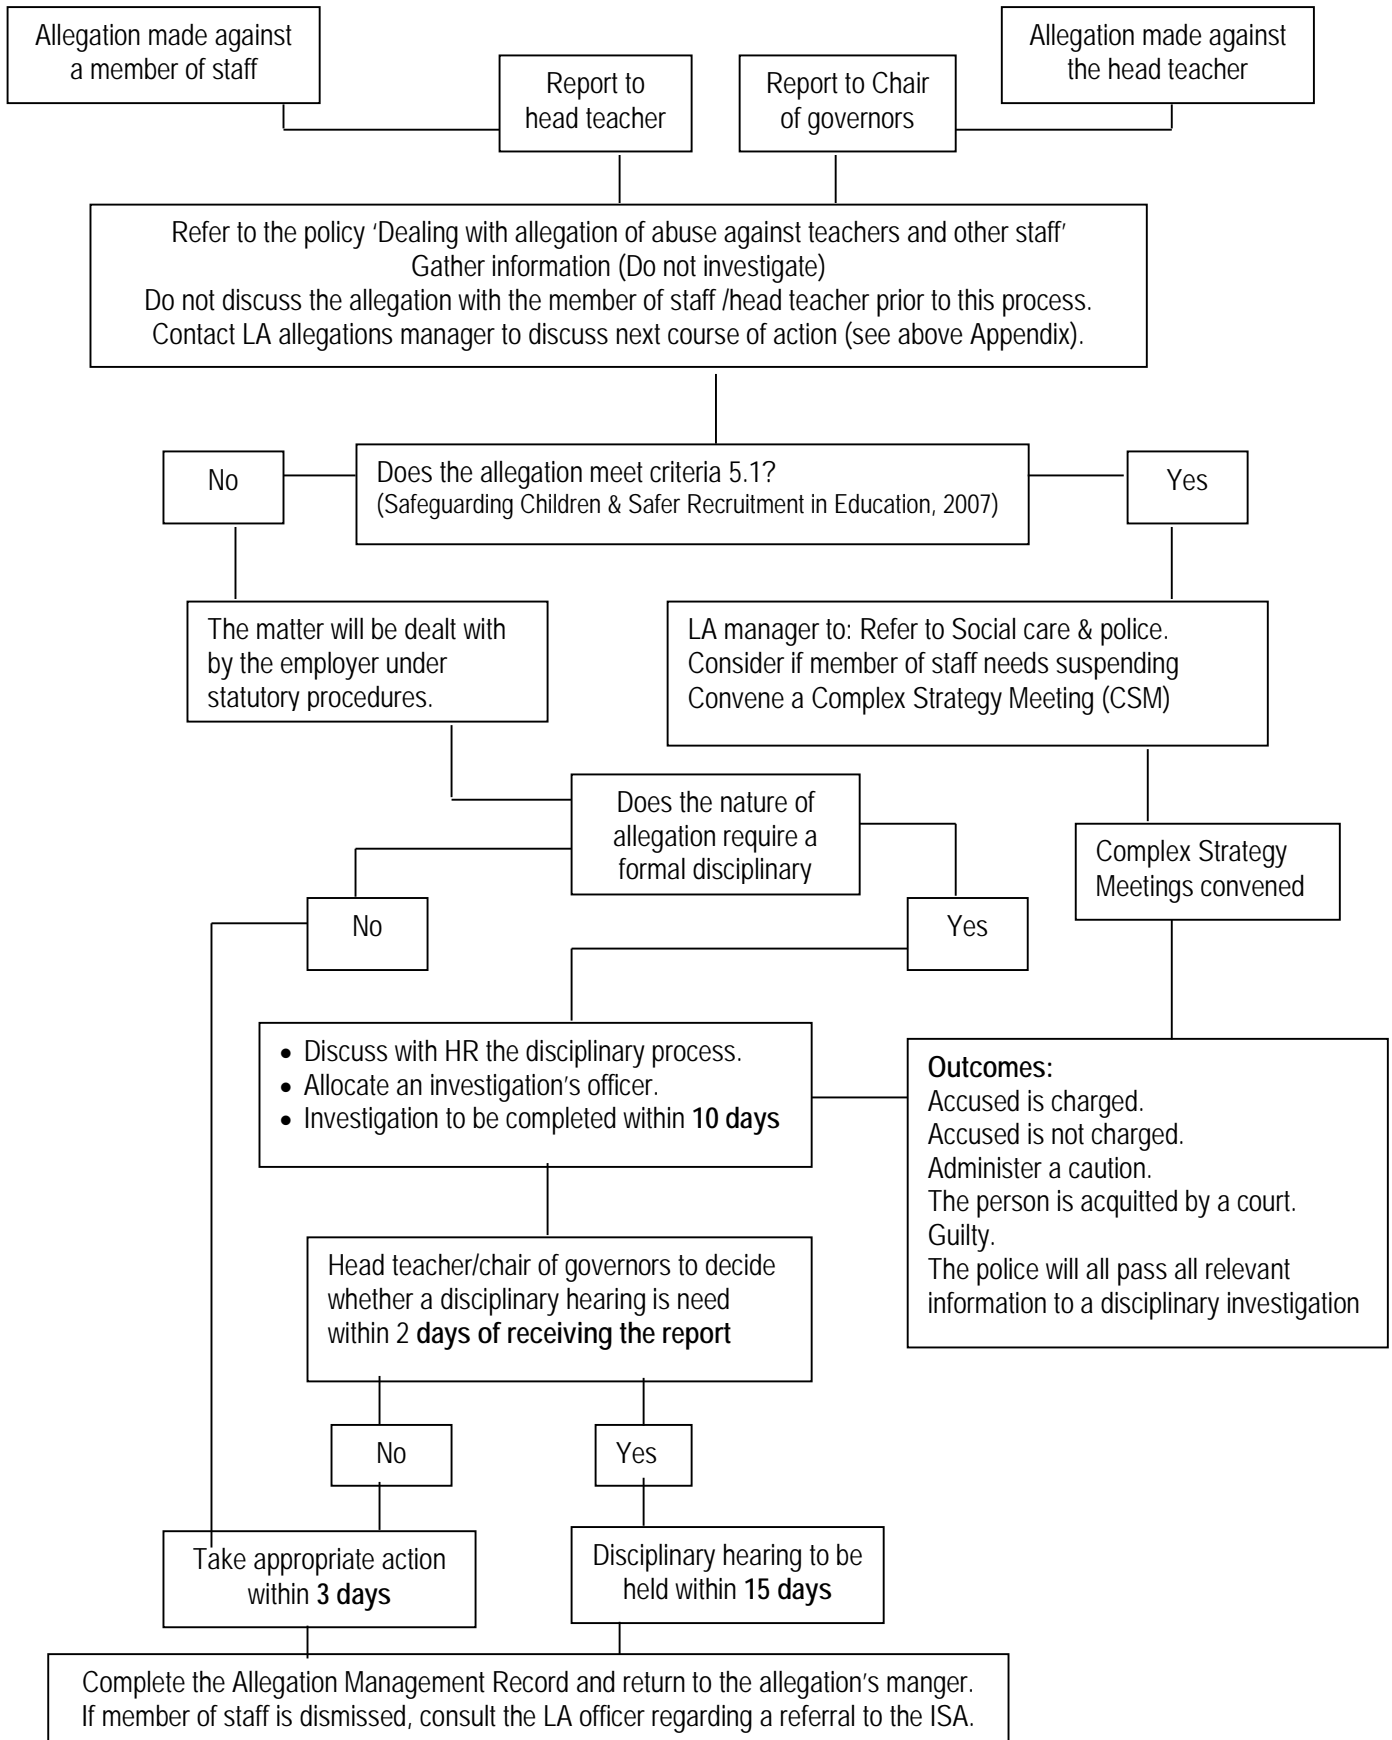 Allegation made against
a member of staff
Allegation made against
the head teacher
Report to
head teacher
Report to Chair
of governors
Refer to the policy ‘Dealing with allegation of abuse against teachers and other staff’
Gather information (Do not investigate)
Do not discuss the allegation with the member of staff /head teacher prior to this process.
Contact LA allegations manager to discuss next course of action (see above Appendix).
No
Does the allegation meet criteria 5.1?
(Safeguarding Children & Safer Recruitment in Education, 2007)
Yes
The matter will be dealt with
by the employer under
statutory procedures.
LA manager to: Refer to Social care & police.
Consider if member of staff needs suspending
Convene a Complex Strategy Meeting (CSM)
Does the nature of
allegation require a
formal disciplinary
Complex Strategy
Meetings convened
No
Yes
• Discuss with HR the disciplinary process.
• Allocate an investigation’s officer.
• Investigation to be completed within 10 days
Outcomes:
Accused is charged.
Accused is not charged.
Administer a caution.
The person is acquitted by a court.
Guilty.
The police will all pass all relevant
information to a disciplinary investigation
Head teacher/chair of governors to decide
whether a disciplinary hearing is need
within 2 days of receiving the report
No
Yes
Take appropriate action
within 3 days
Disciplinary hearing to be
held within 15 days
Complete the Allegation Management Record and return to the allegation’s manger.
If member of staff is dismissed, consult the LA officer regarding a referral to the ISA.